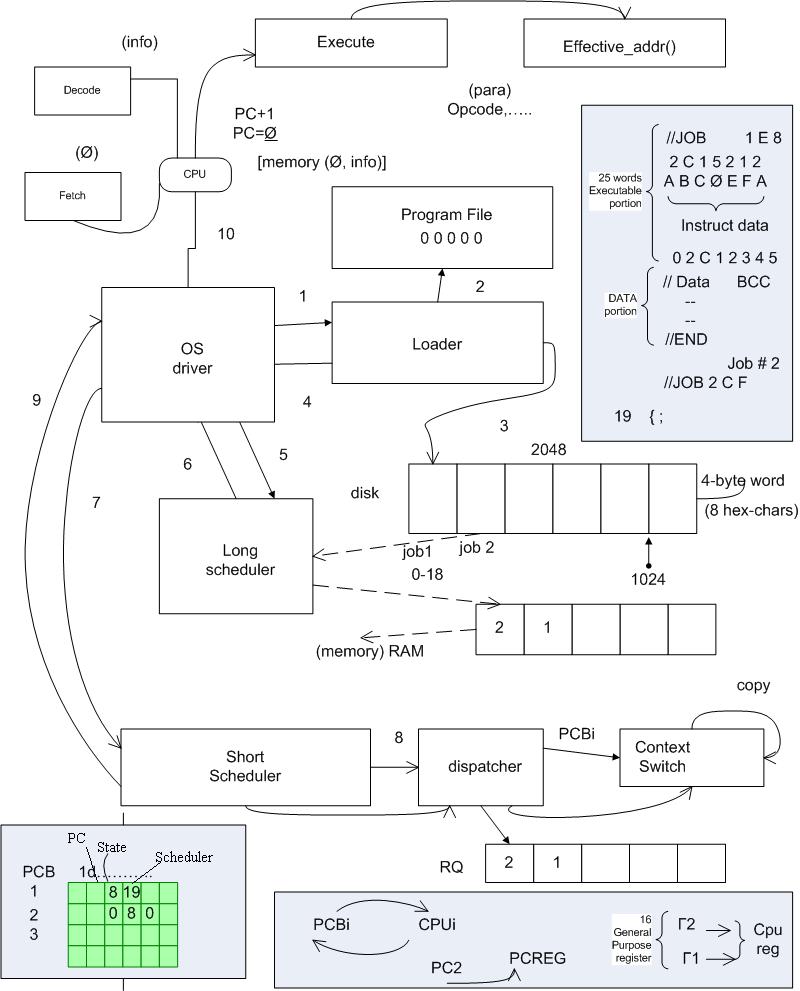 (info)
Execute
Effective_addr()
Decode
(para)
Opcode,.....
PC+1
PC=Ø
(Ø)
[memory (Ø, info)]
CPU
Fetch
10
Program File
0 0 0 0 0
//JOB 1 E 8
2 C 1 5 2 1 2
A B C Ø E F A
25 words
Executable
portion
Instruct data
0 2 C 1 2 3 4 5
// Data BCC
--
--
DATA
portion
//END
Job # 2
//JOB 2 C F
19 { ;
1
2
OS
driver
Loader
4
3
9
7
6
5
2048
disk
4-byte word
(8 hex-chars)
Long
scheduler
job1
job 2
0-18
1024
2 1
(memory) RAM
copy
Short
Scheduler
8
dispatcher
PCBi
Context
Switch
RQ
2 1
PC
State
Scheduler
PCB
1d..........
1 8 19
2 0 8 0
3
PCBi
CPUi
PC2
PCREG
16
General
Purpose
register
Γ2
Γ1
Cpu
reg